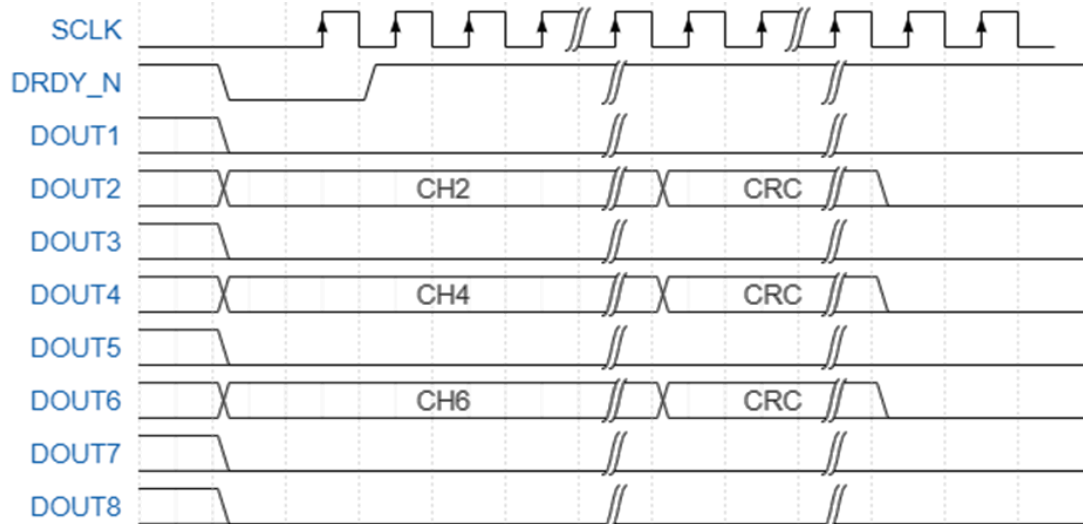 SCLK
DRDY_N
DOUT1
DOUT2 CH2 CRC
DOUT3
DOUT4 CH4 CRC
DOUT5
DOUT6 CH6 CRC
DOUT7
DOUT8